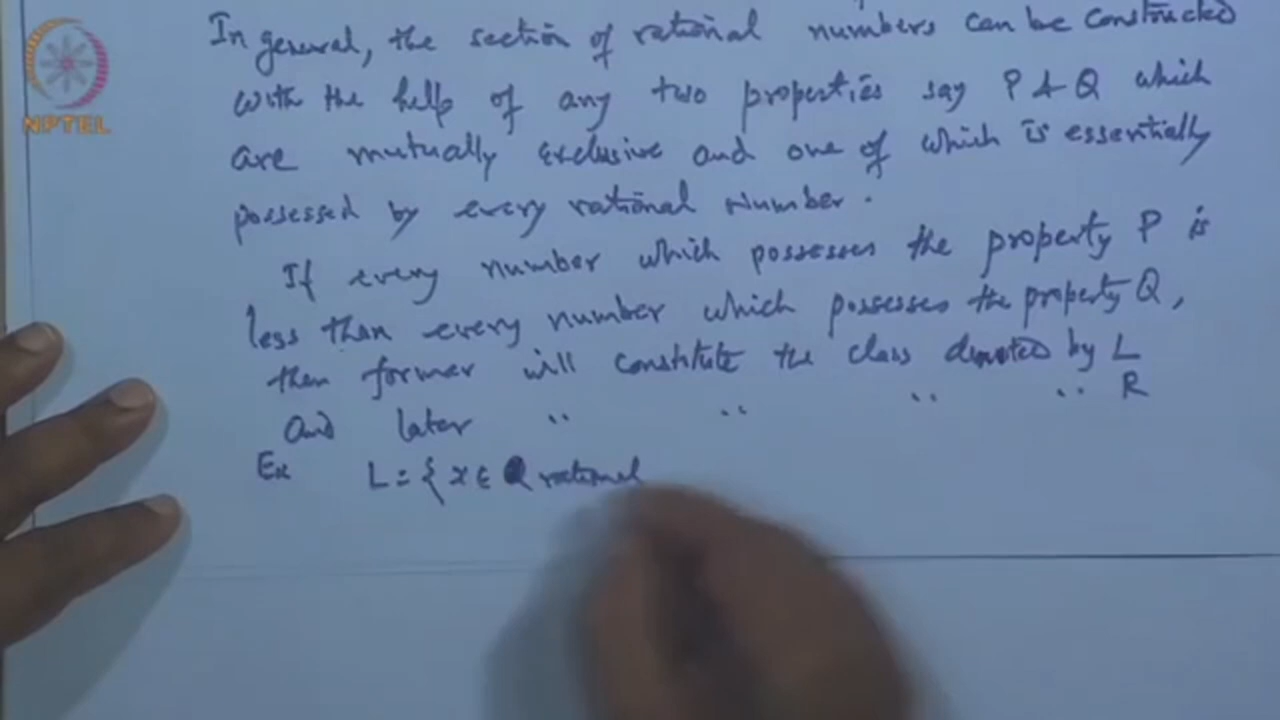 NPTEL
In general, the section of rational numbers can be constructed
with the help of any two properties say P & Q which
are mutually exclusive and one of which is essentially
possessed by every rational number.
If every number which possesses the property P is
less than every number which possesses the property Q,
then former will constitute the class denoted by L
And later " " " " R
Ex L = { x ∈ rational